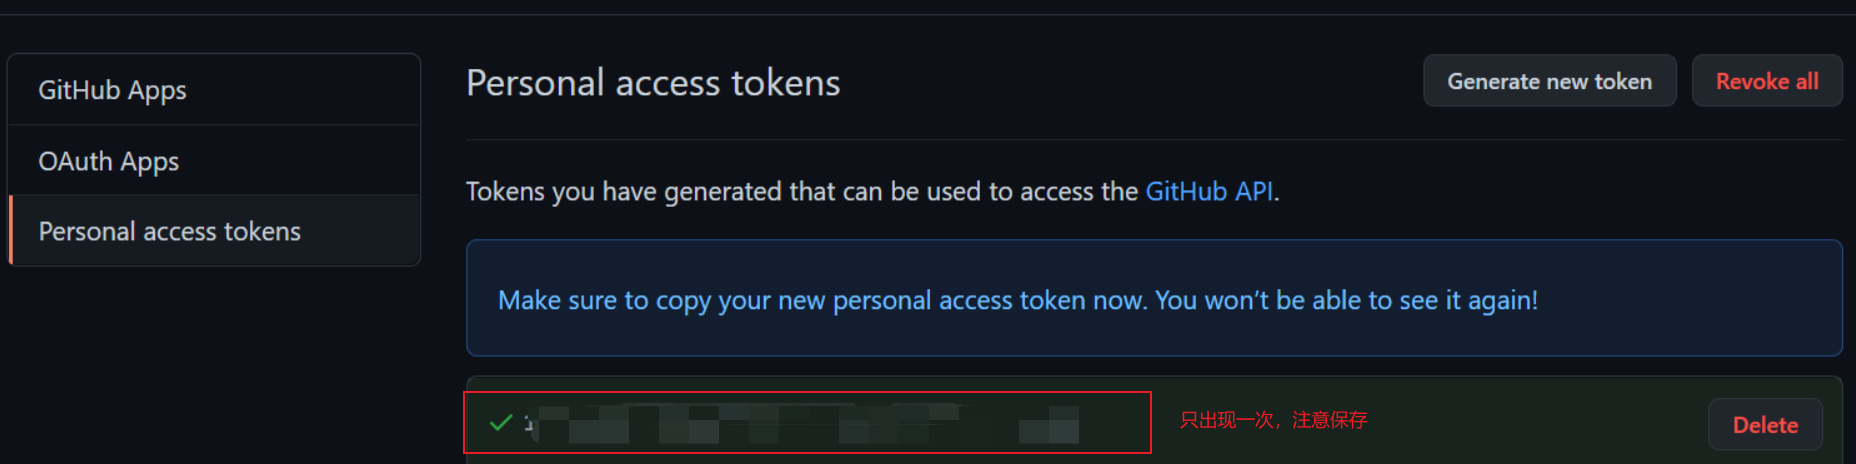 GitHub Apps
OAuth Apps
Personal access tokens
Personal access tokens
Generate new token
Revoke all
Tokens you have generated that can be used to access the GitHub API.
Make sure to copy your new personal access token now. You won’t be able to see it again!
只出现一次，注意保存
Delete